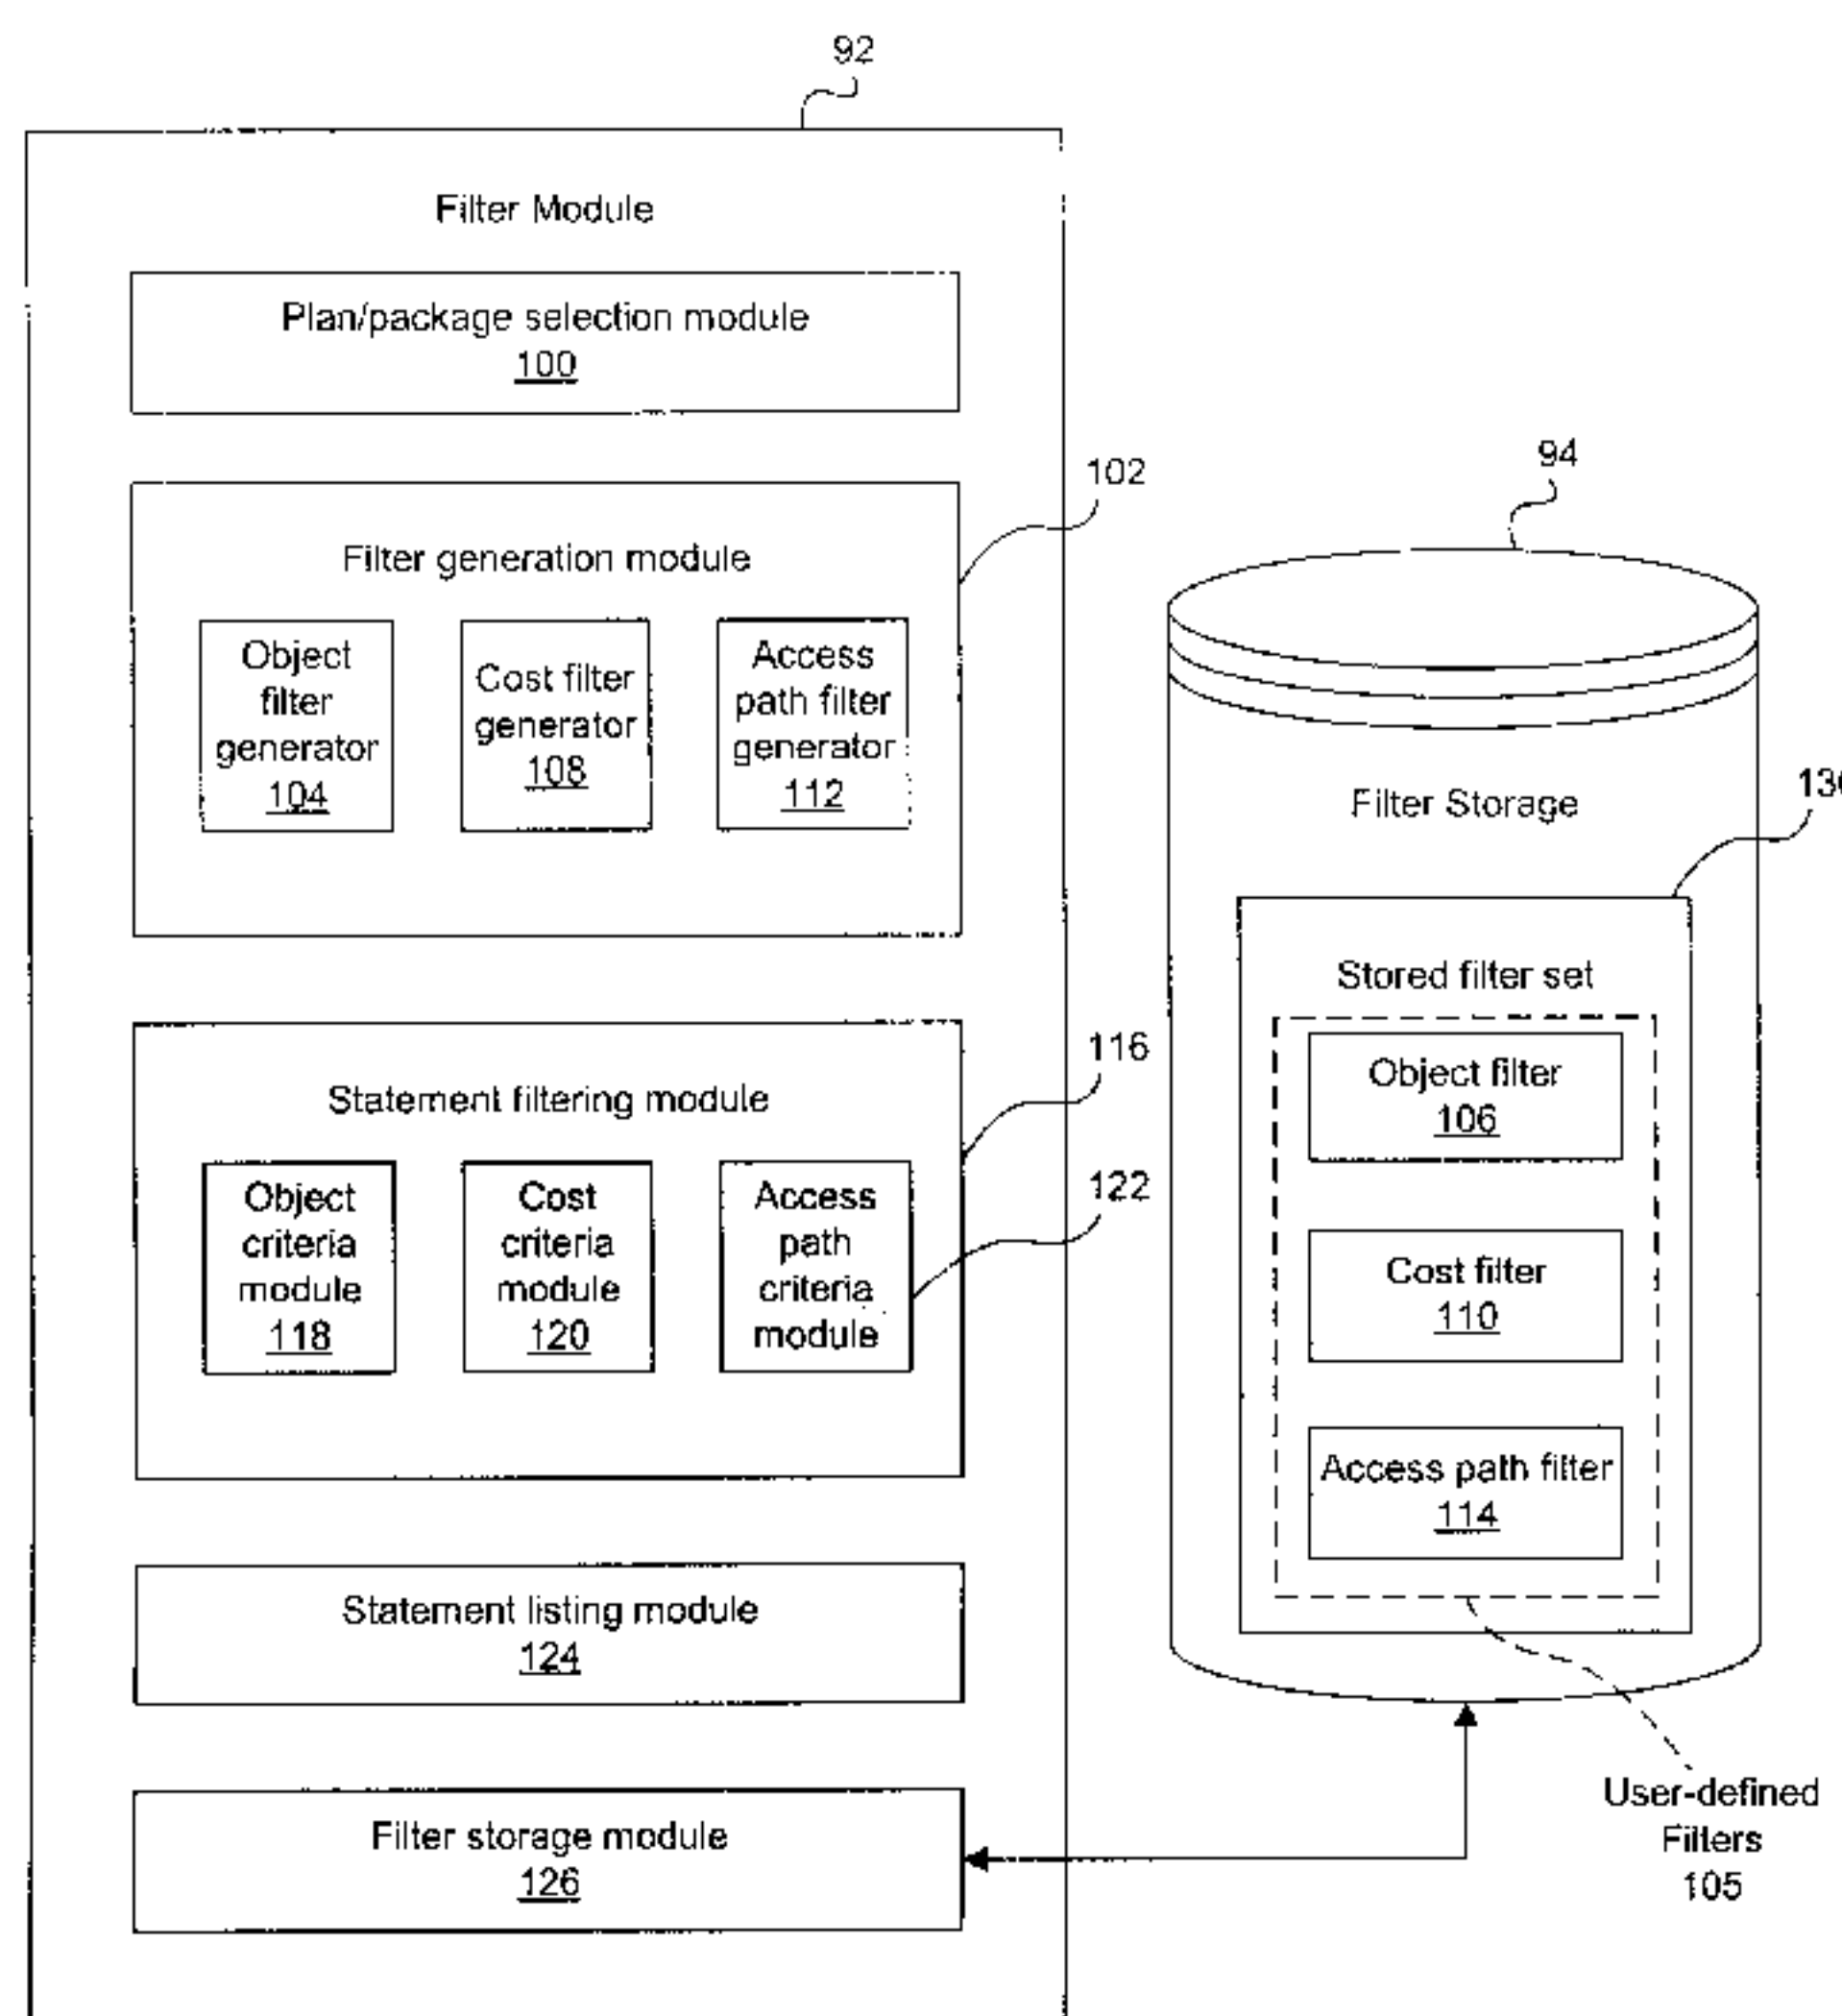 92
Filter Module
Plan/package selection module
100
102
Filter generation module
Object
filter
generator
104
Cost filter
generator
108
Access
path filter
generator
112
116
Statement filtering module
122
Object
criteria
module
118
Cost
criteria
module
120
Access
path
criteria
module
Statement listing module
124
Filter storage module
126
94
Filter Storage
Stored filter set
Object filter
106
Cost filter
110
Access path filter
114
User-defined
Filters
105